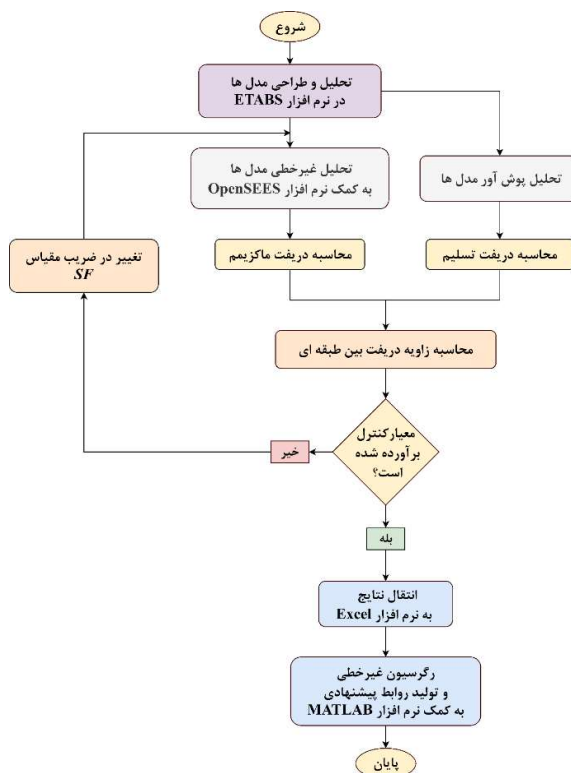 شروع
تحلیل و طراحی مدل ها
در نرم افزار ETABS
تحلیل غیرخطی مدل ها
به کمک نرم افزار OpenSEES
تحلیل پوش آور مدل ها
تغییر در ضریب مقیاس
SF
محاسبه دریفت ماکزیمم
محاسبه دریفت تسلیم
محاسبه زاویه دریفت بین طبقه ای
معیارکنترل
برآورده شده
است؟
خیر
بله
انتقال نتایج
به نرم افزار Excel
رگرسیون غیرخطی
و تولید روابط پیشنهادی
به کمک نرم افزار MATLAB
پایان